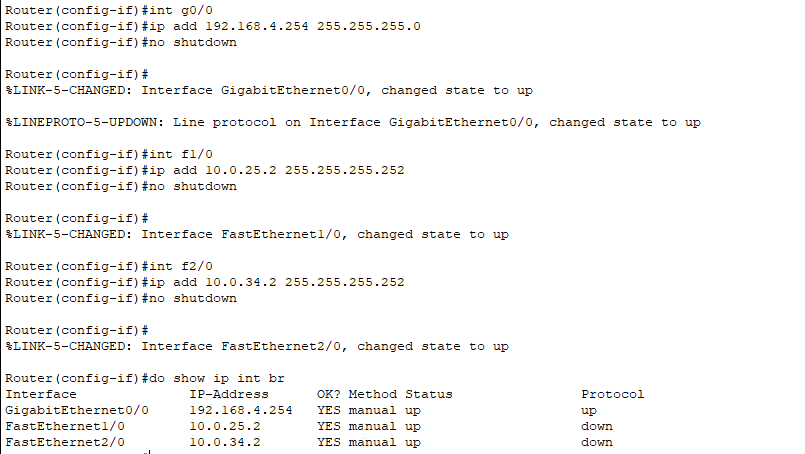 Router(config-if)#int g0/0
Router(config-if)#ip add 192.168.4.254 255.255.255.0
Router(config-if)#no shutdown
Router(config-if)#
%LINK-5-CHANGED: Interface GigabitEthernet0/0, changed state to up
%LINEPROTO-5-UPDOWN: Line protocol on Interface GigabitEthernet0/0, changed state to up
Router(config-if)#int f1/0
Router(config-if)#ip add 10.0.25.2 255.255.255.252
Router(config-if)#no shutdown
Router(config-if)#
%LINK-5-CHANGED: Interface FastEthernet1/0, changed state to up
Router(config-if)#int f2/0
Router(config-if)#ip add 10.0.34.2 255.255.255.252
Router(config-if)#no shutdown
Router(config-if)#
%LINK-5-CHANGED: Interface FastEthernet2/0, changed state to up
Router(config-if)#do show ip int br
Interface IP-Address OK? Method Status Protocol
GigabitEthernet0/0 192.168.4.254 YES manual up up
FastEthernet1/0 10.0.25.2 YES manual up down
FastEthernet2/0 10.0.34.2 YES manual up down